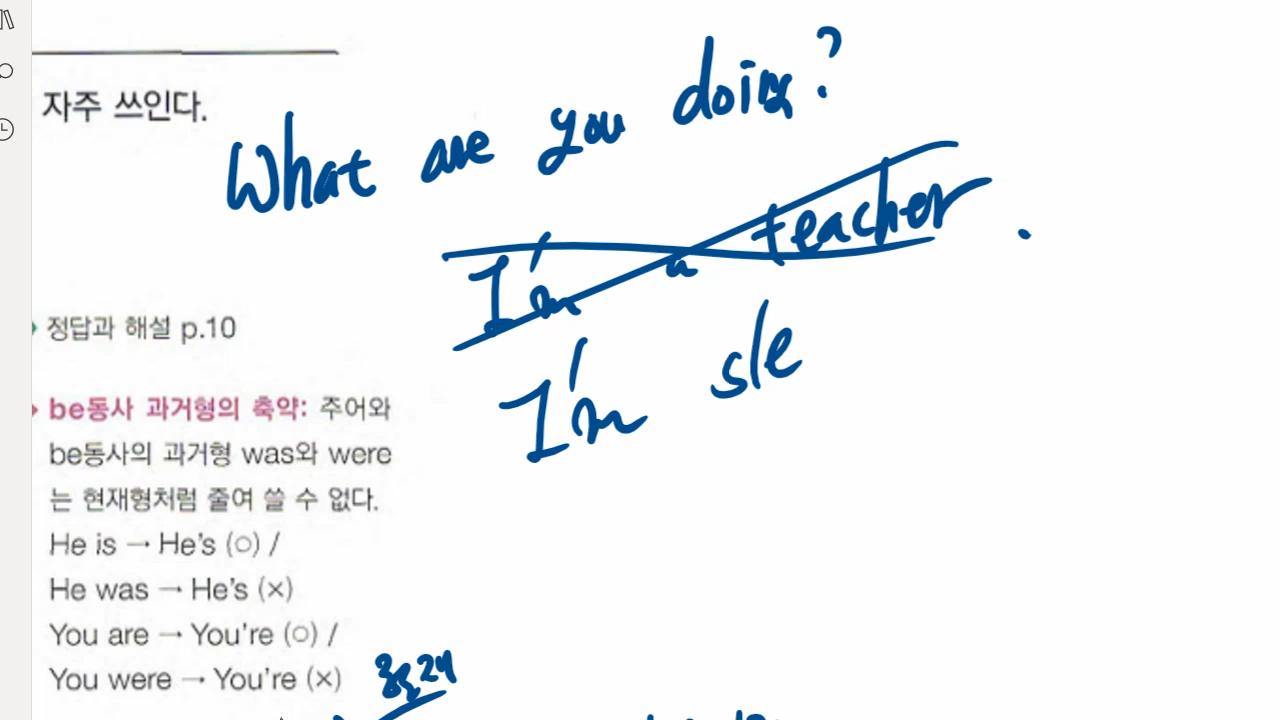 자주 쓰인다.
What are you doing?
I'm a teacher.
I'm sle
정답과 해설 p.10
be동사 과거형의 축약: 주어와
be동사의 과거형 was와 were
는 현재형처럼 줄여 쓸 수 없다.
He is → He's (○) /
He was → He's (×)
You are → You're (○) /
You were → You're (×)